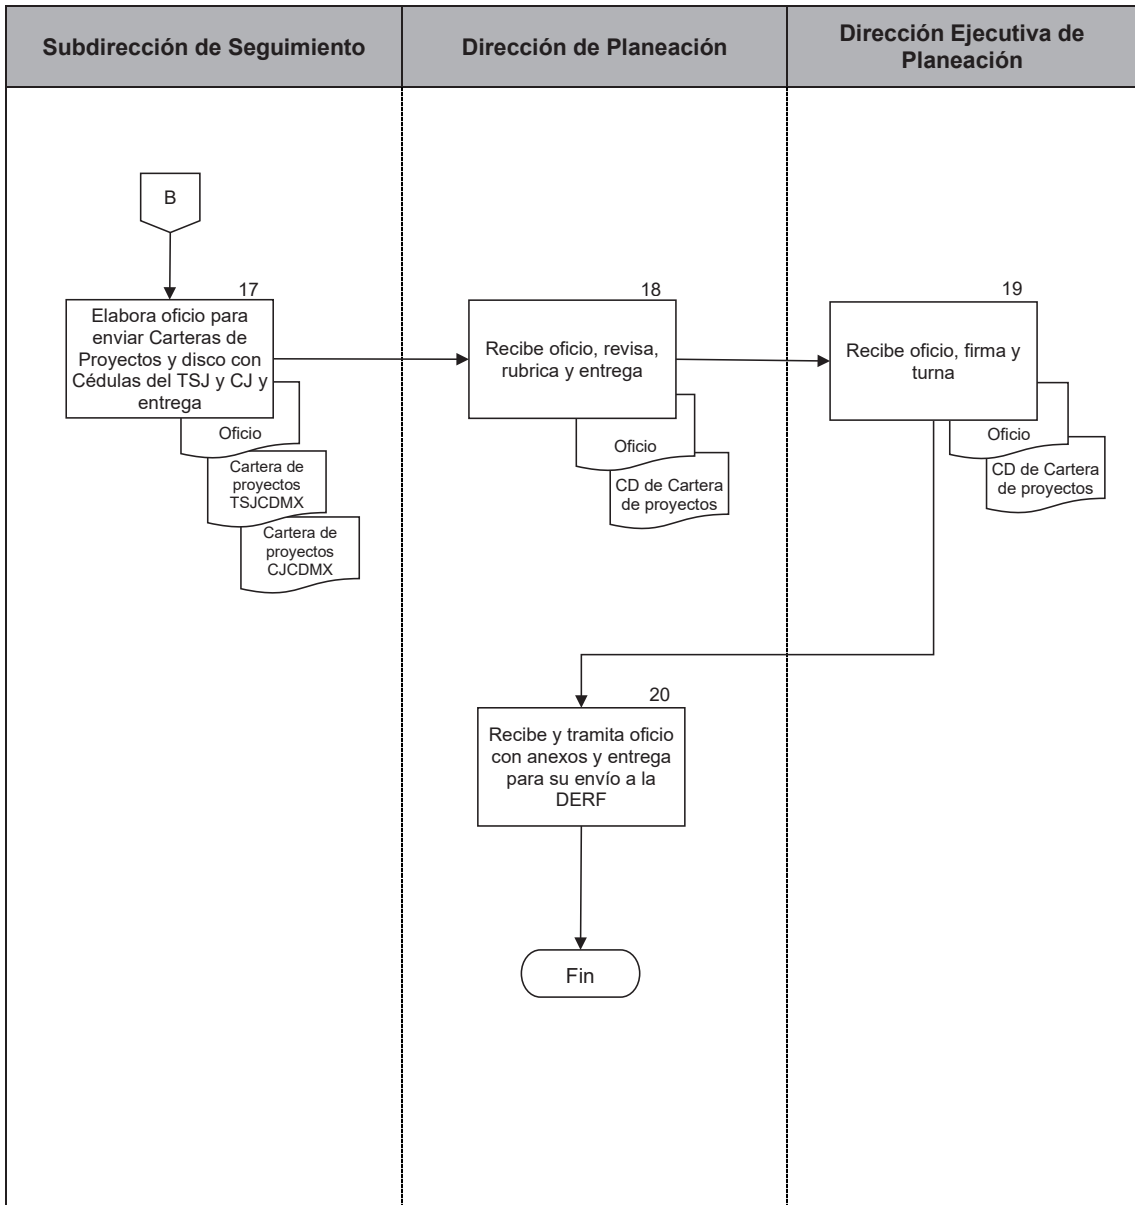 Subdirección de Seguimiento
Dirección de Planeación
Dirección Ejecutiva de
Planeación
B
17
Elabora oficio para
enviar Carteras de
Proyectos y disco con
Cédulas del TSJ y CJ y
entrega
Oficio
Cartera de
proyectos
TSJCDMX
Cartera de
proyectos
CJCDMX
18
Recibe oficio, revisa,
rubrica y entrega
Oficio
CD de Cartera
de proyectos
19
Recibe oficio, firma y
turna
Oficio
CD de Cartera
de proyectos
20
Recibe y tramita oficio
con anexos y entrega
para su envío a la
DERF
Fin